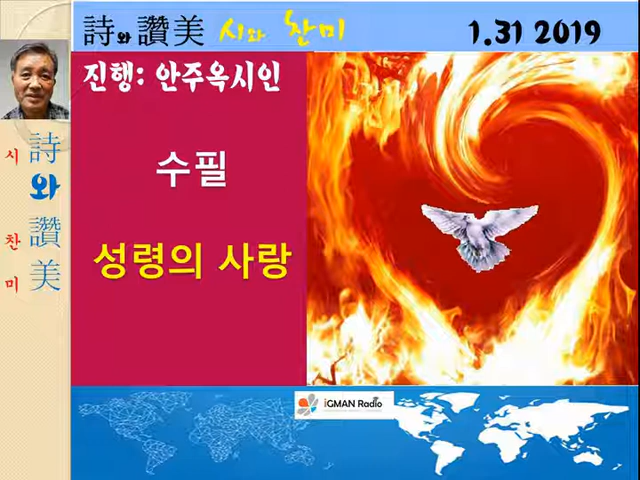 詩와 讚美 시와 찬미 1.31 2019
진행: 안주옥시인
수필
성령의 사랑
시 詩
와
찬 讚
미 美
iGMAN Radio